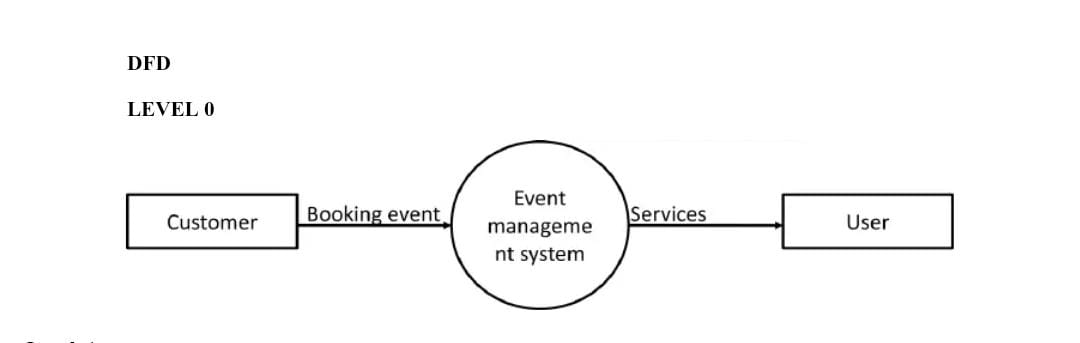 DFD
LEVEL 0
Customer
Booking event
Event
manageme
nt system
Services
User